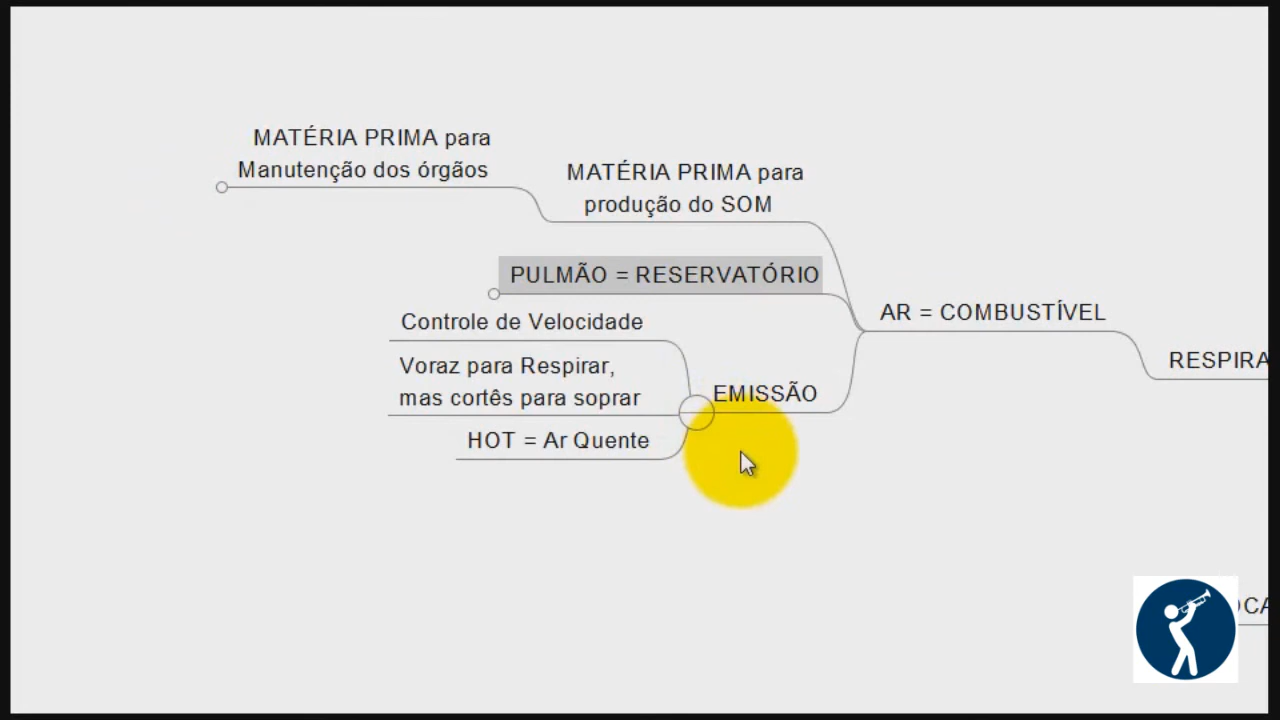 MATÉRIA PRIMA para
Manutenção dos órgãos
MATÉRIA PRIMA para
produção do SOM
PULMÃO = RESERVATÓRIO
Controle de Velocidade
Voraz para Respirar,
mas cortês para soprar
HOT = Ar Quente
EMISSÃO
AR = COMBUSTÍVEL
RESPIRA